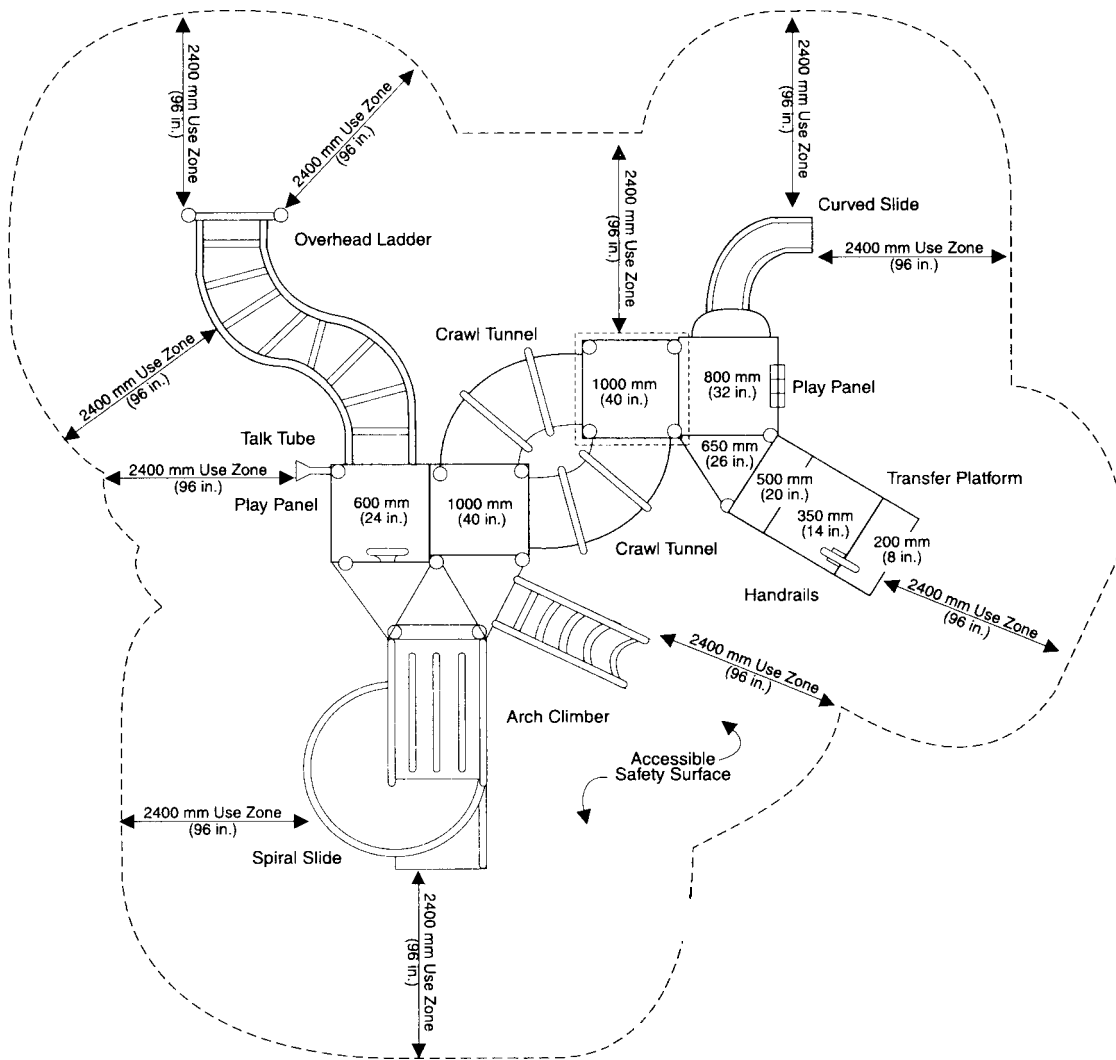 2400 mm Use Zone
(96 in.)
2400 mm Use Zone
(96 in.)
2400 mm Use Zone
(96 in.)
2400 mm Use Zone
(96 in.)
Curved Slide
Overhead Ladder
2400 mm Use Zone
(96 in.)
Crawl Tunnel
2400 mm Use Zone
(96 in.)
1000 mm
(40 in.)
800 mm
(32 in.)
Play Panel
Talk Tube
2400 mm Use Zone
(96 in.)
Play Panel
650 mm
(26 in.)
Transfer Platform
500 mm
(20 in.)
600 mm
(24 in.)
1000 mm
(40 in.)
350 mm
(14 in.)
200 mm
(8 in.)
Crawl Tunnel
Handrails
2400 mm Use Zone
(96 in.)
2400 mm Use Zone
(96 in.)
Arch Climber
Accessible
Safety Surface
2400 mm Use Zone
(96 in.)
Spiral Slide
2400 mm Use Zone
(96 in.)